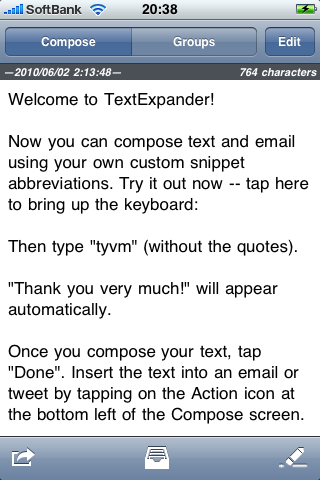 SoftBank 20:38
Compose Groups Edit
—2010/06/02 2:13:48— 764 characters
Welcome to TextExpander!
Now you can compose text and email
using your own custom snippet
abbreviations. Try it out now -- tap here
to bring up the keyboard:
Then type "tyvm" (without the quotes).
"Thank you very much!" will appear
automatically.
Once you compose your text, tap
"Done". Insert the text into an email or
tweet by tapping on the Action icon at
the bottom left of the Compose screen.